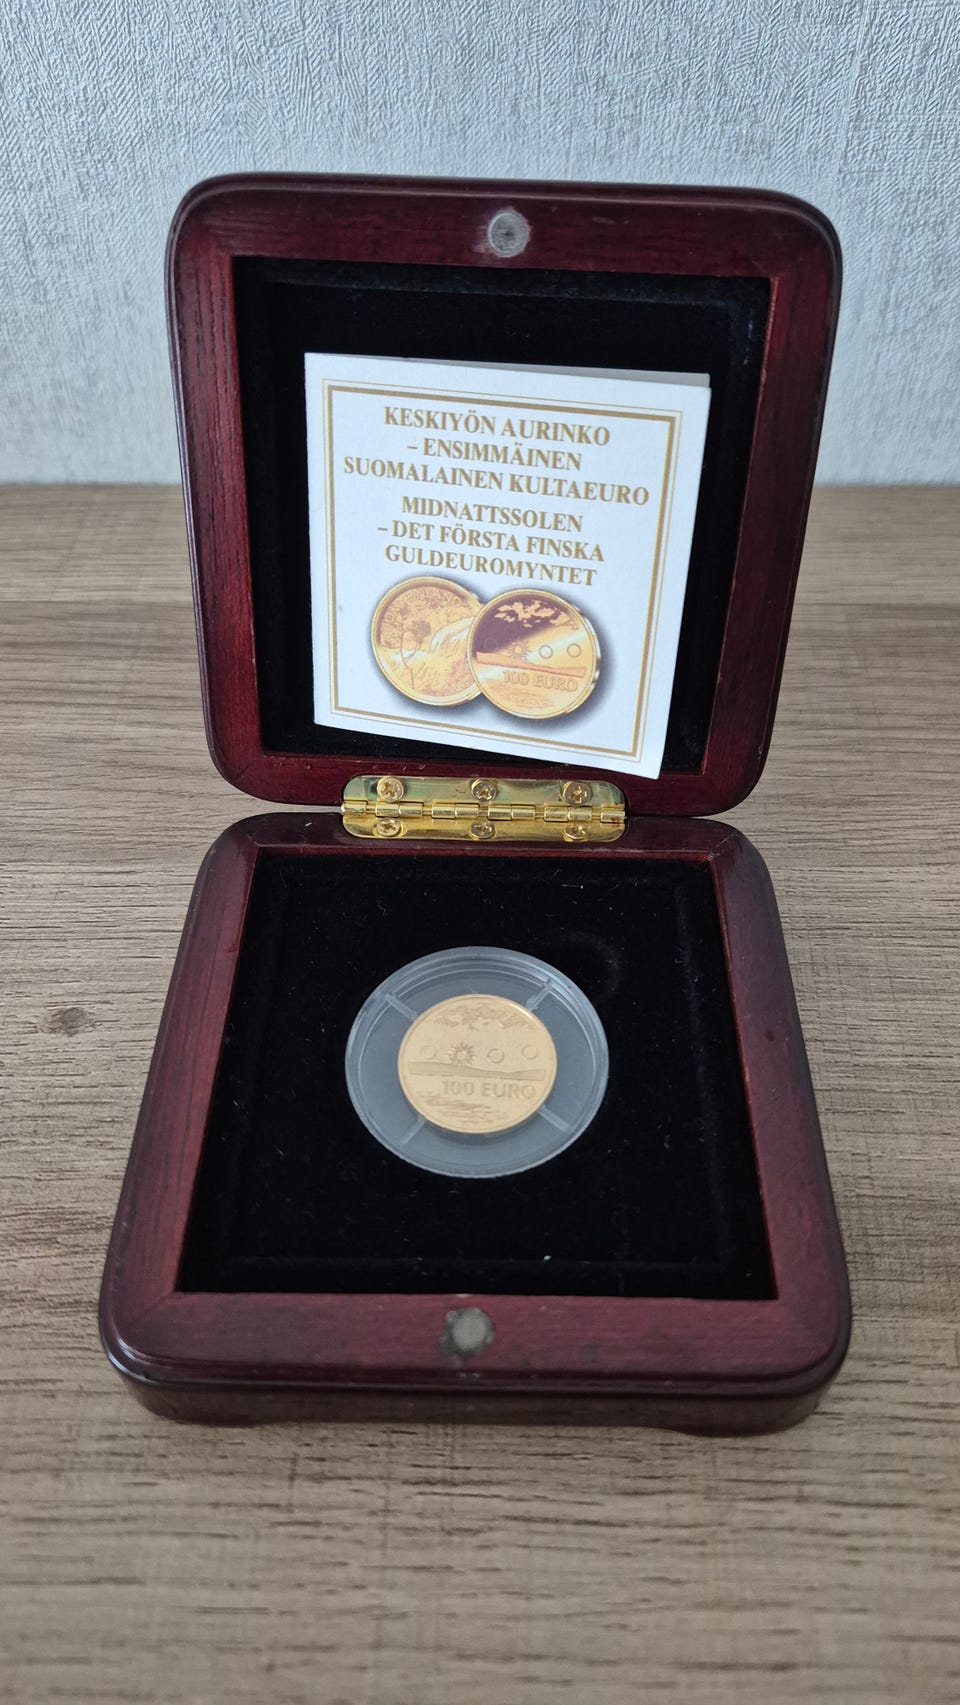 KESKIYÖN AURINKO
– ENSIMMÄINEN
SUOMALAINEN KULTAEURO
MIDNATTSSOLEN
– DET FÖRSTA FINSKA
GULDEUROMYNTET
100 EURO
100 EURO